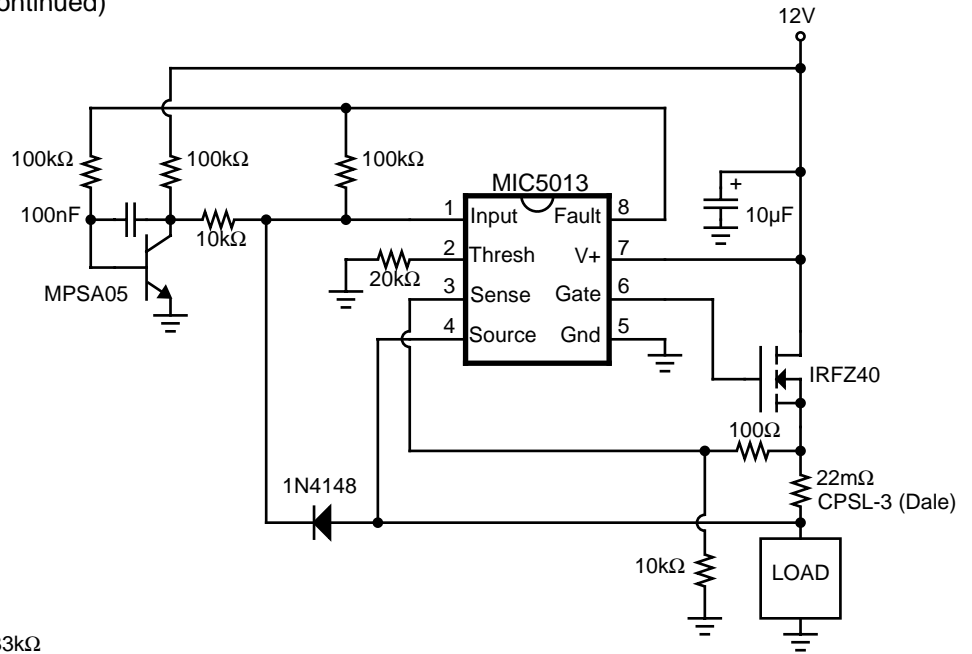 ontinued)
12V
100kΩ
100kΩ
100kΩ
100nF
10kΩ
MPSA05
MIC5013
1 Input Fault 8
2 Thresh V+ 7
3 Sense Gate 6
4 Source Gnd 5
20kΩ
+
10µF
IRFZ40
100Ω
22mΩ
CPSL-3 (Dale)
1N4148
10kΩ
LOAD
33kΩ